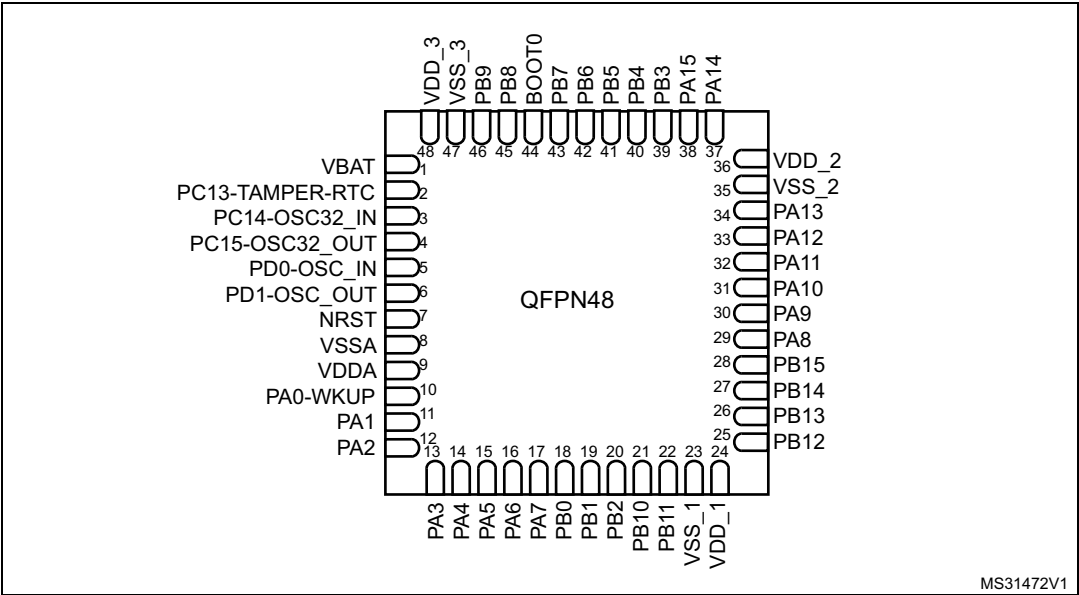 VDD_3
VSS_3
PB9
PB8
BOOT0
PB7
PB6
PB5
PB4
PB3
PA15
PA14
48 47 46 45 44 43 42 41 40 39 38 37
VBAT 1
PC13-TAMPER-RTC 2
PC14-OSC32_IN 3
PC15-OSC32_OUT 4
PD0-OSC_IN 5
PD1-OSC_OUT 6
NRST 7
VSSA 8
VDDA 9
PA0-WKUP 10
PA1 11
PA2 12
QFPN48
36 VDD_2
35 VSS_2
34 PA13
33 PA12
32 PA11
31 PA10
30 PA9
29 PA8
28 PB15
27 PB14
26 PB13
25 PB12
13 14 15 16 17 18 19 20 21 22 23 24
PA3
PA4
PA5
PA6
PA7
PB0
PB1
PB2
PB10
PB11
VSS_1
VDD_1
MS31472V1